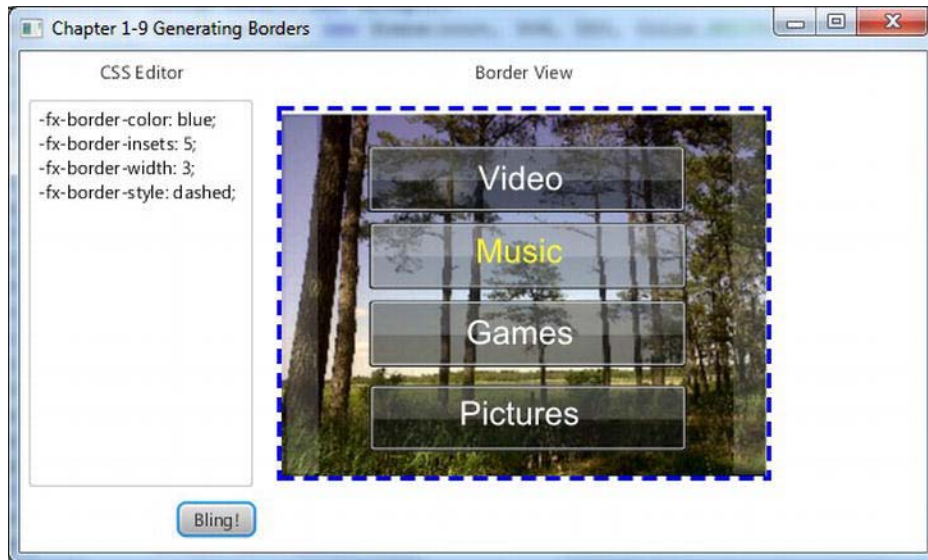 Chapter 1-9 Generating Borders
CSS Editor
Border View
-fx-border-color: blue;
-fx-border-insets: 5;
-fx-border-width: 3;
-fx-border-style: dashed;
Video
Music
Games
Pictures
Bling!